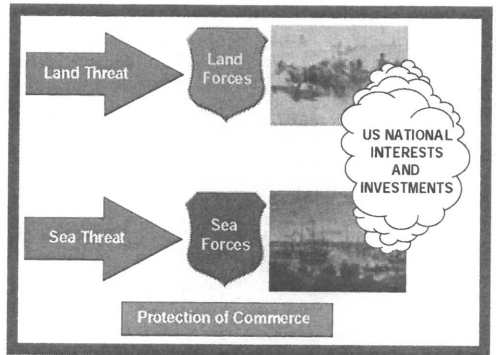 Land Threat
Land
Forces
US NATIONAL
INTERESTS
AND
INVESTMENTS
Sea Threat
Sea
Forces
Protection of Commerce